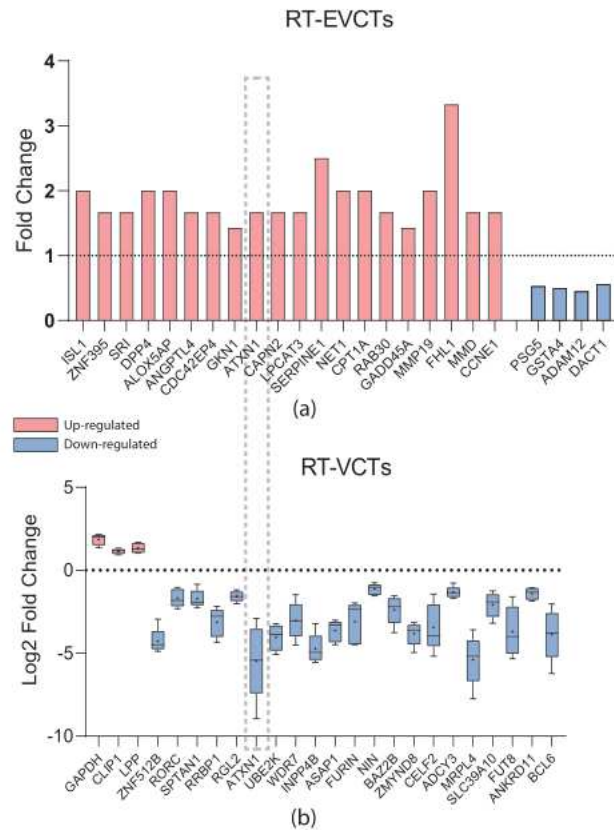 RT-EVCTs
Fold Change
4
3
2
1
0
ISL1
ZNF395
SRI
DPP4
ALOX5AP
ANGPTL4
CDC42EP4
GKN1
ATXN1
CAPN2
LPCAT3
SERPINE1
NET1
CPT1A
RAB30
GADD45A
MMP19
FHL1
MMD
CCNE1
PSG5
GSTA4
ADAM12
DACT1
(a)
Up-regulated
Down-regulated
RT-VCTs
Log2 Fold Change
5
0
-5
-10
GAPDH
CLIP1
LPP
ZNF512B
RORC
SPTAN1
RRBP1
RGL2
ATXN1
UBE2K
WDR7
INPP4B
ASAP1
FURIN
NIN
BAZ2B
ZMYND8
CELF2
ADCY3
MRPL4
SLC39A10
FUT8
ANKRD11
BCL6
(b)